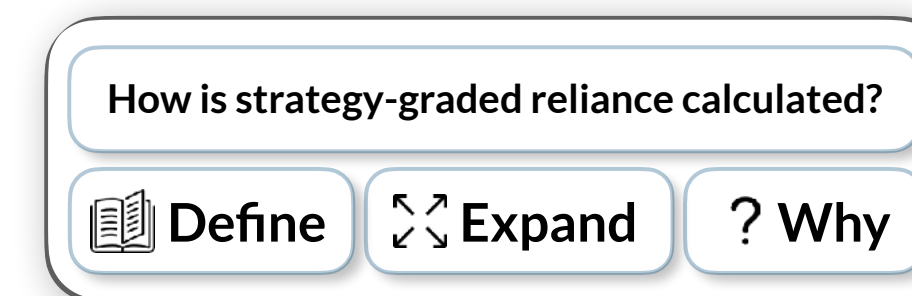 How is strategy-graded reliance calculated?
Define Expand ? Why